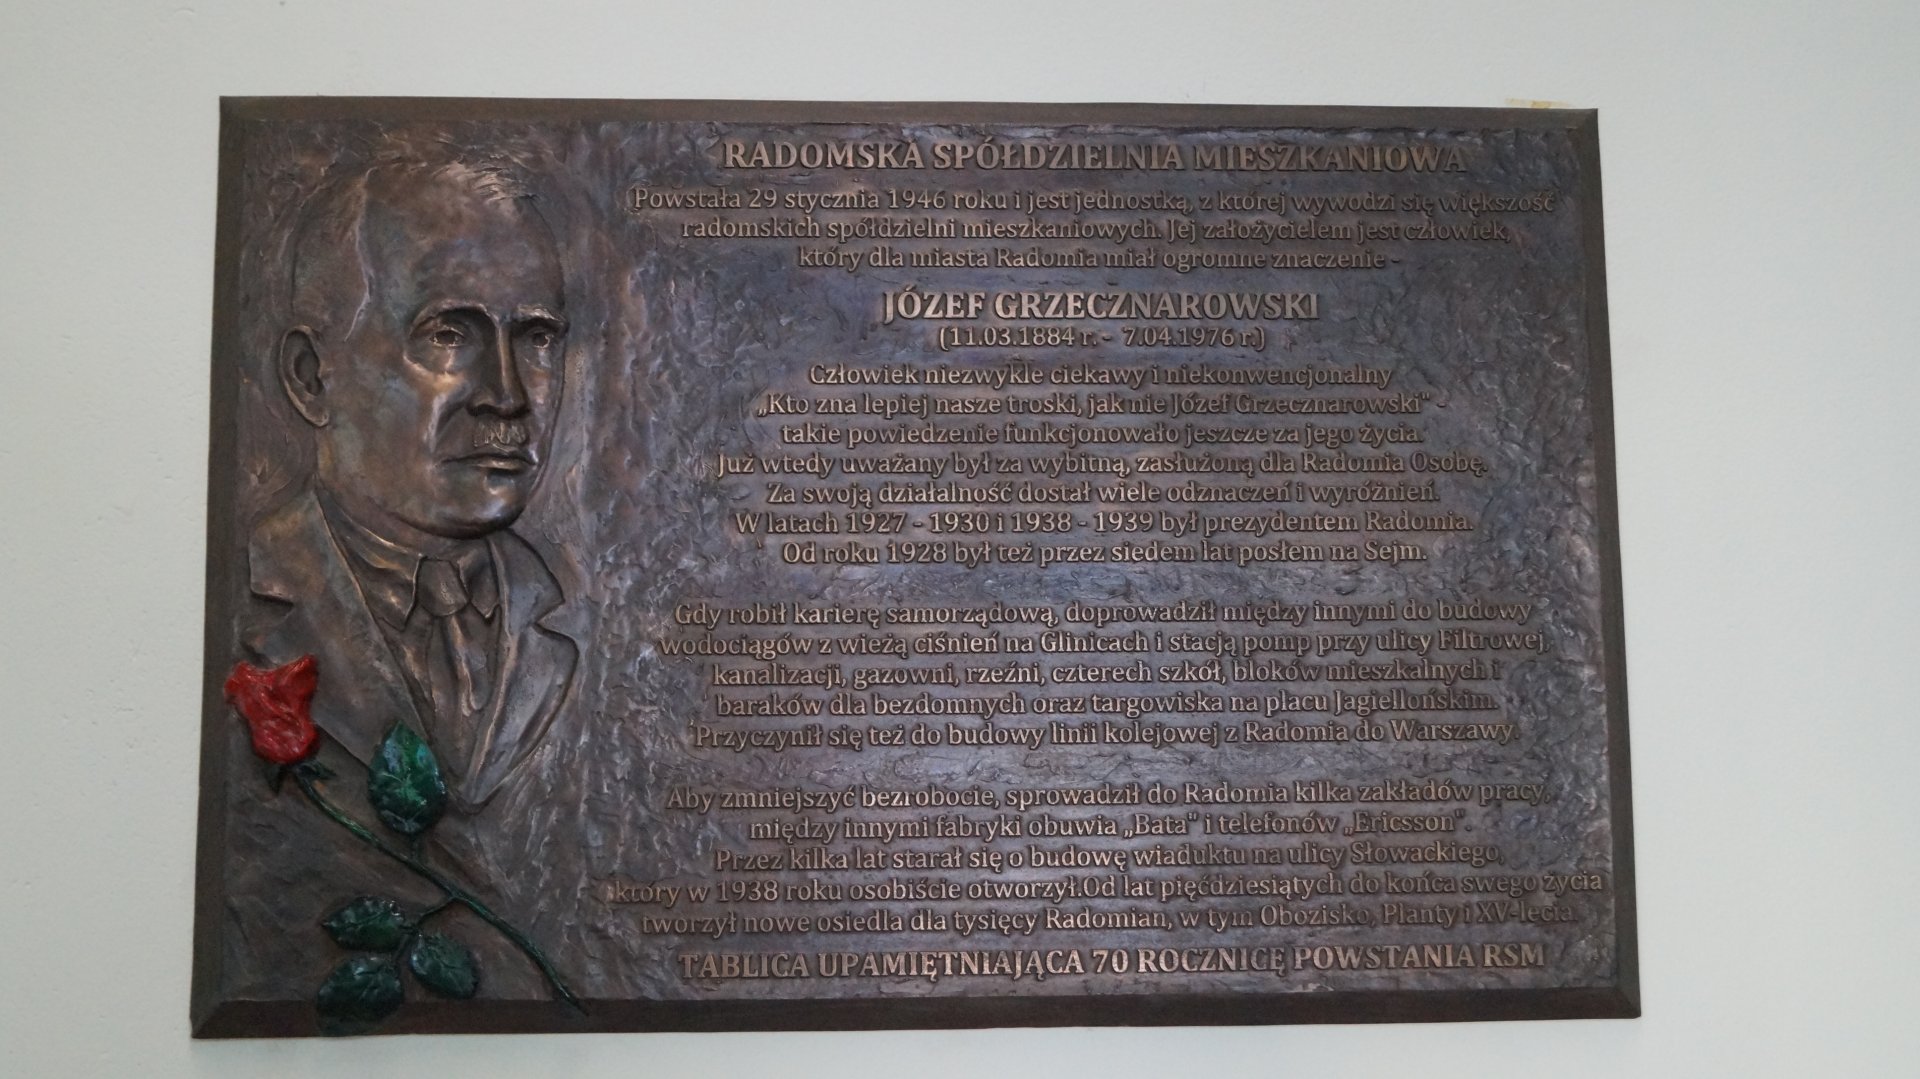 RADOMSKA SPÓŁDZIELNIA MIESZKANIOWA
Powstała 29 stycznia 1946 roku i jest jednostką, z której wywodzi się większość
radomskich spółdzielni mieszkaniowych. Jej założycielem jest człowiek,
który dla miasta Radomia miał ogromne znaczenie -
JÓZEF GRZECZNAROWSKI
(11.03.1884 r. - 7.04.1976 r.)
Człowiek niezwykle ciekawy i niekonwencjonalny
„Kto zna lepiej nasze troski, jak nie Józef Grzecznarowski" -
takie powiedzenie funkcjonowało jeszcze za jego życia.
Już wtedy uważany był za wybitną, zasłużoną dla Radomia Osobę.
Za swoją działalność dostał wiele odznaczeń i wyróżnień.
W latach 1927 - 1930 i 1938 - 1939 był prezydentem Radomia.
Od roku 1928 był też przez siedem lat posłem na Sejm.
Gdy robił karierę samorządową, doprowadził między innymi do budowy
wodociągów z wieżą ciśnień na Glinicach i stacją pomp przy ulicy Filtrowej,
kanalizacji, gazowni, rzeźni, czterech szkół, bloków mieszkalnych i
baraków dla bezdomnych oraz targowiska na placu Jagiellońskim.
Przyczynił się też do budowy linii kolejowej z Radomia do Warszawy.
Aby zmniejszyć bezrobocie, sprowadził do Radomia kilka zakładów pracy,
między innymi fabryki obuwia „Bata" i telefonów „Ericsson".
Przez kilka lat starał się o budowę wiaduktu na ulicy Słowackiego,
który w 1938 roku osobiście otworzył.Od lat pięćdziesiątych do końca swego życia
tworzył nowe osiedla dla tysięcy Radomian, w tym Obozisko, Planty i XV-lecia.
TABLICA UPAMIĘTNIAJĄCA 70 ROCZNICĘ POWSTANIA RSM